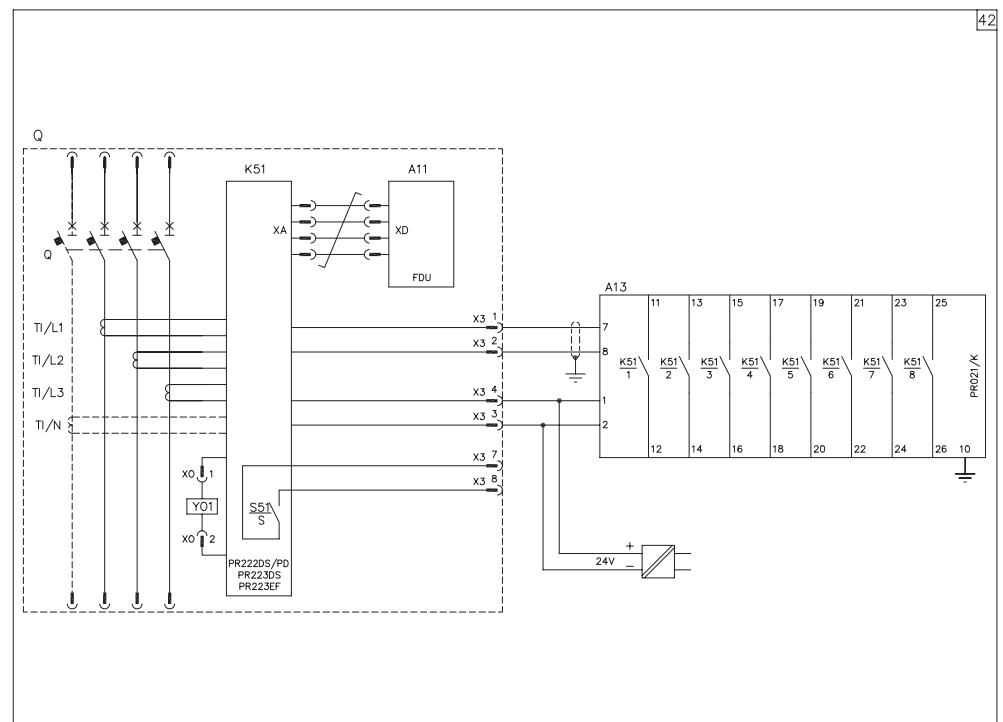 42
Q
K51
A11
XA
XD
FDU
Q
A13
11 13 15 17 19 21 23 25
TI/L1
X3 1
7
TI/L2
X3 2
8
K51 K51 K51 K51 K51 K51 K51 K51
1 2 3 4 5 6 7 8
PR021/K
TI/L3
X3 4
1
TI/N
X3 3
2
12 14 16 18 20 22 24 26 10
X3 7
X0 1
X3 8
Y01
S51
S
X0 2
PR222DS/PD
PR223DS
PR223EF
+
24V
–